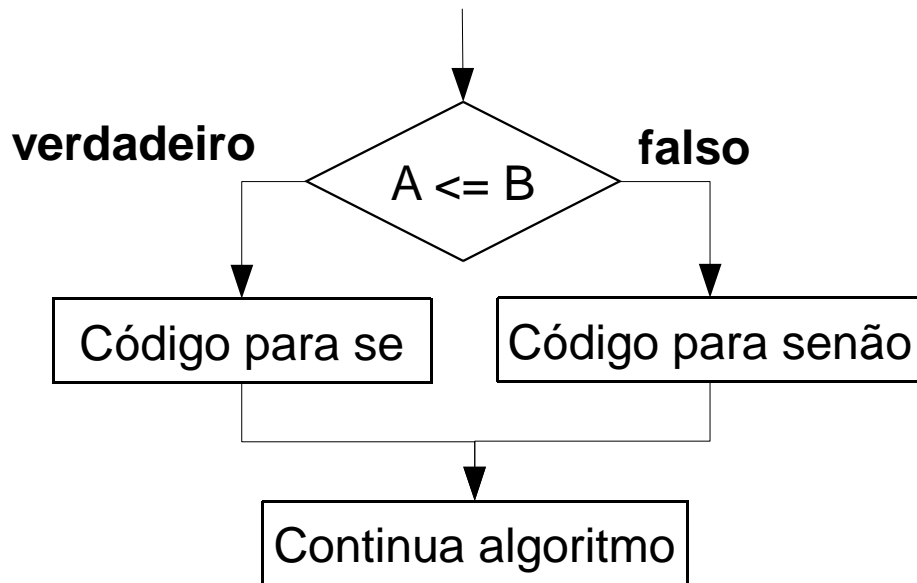 verdadeiro
falso
A <= B
Código para se
Código para senão
Continua algoritmo